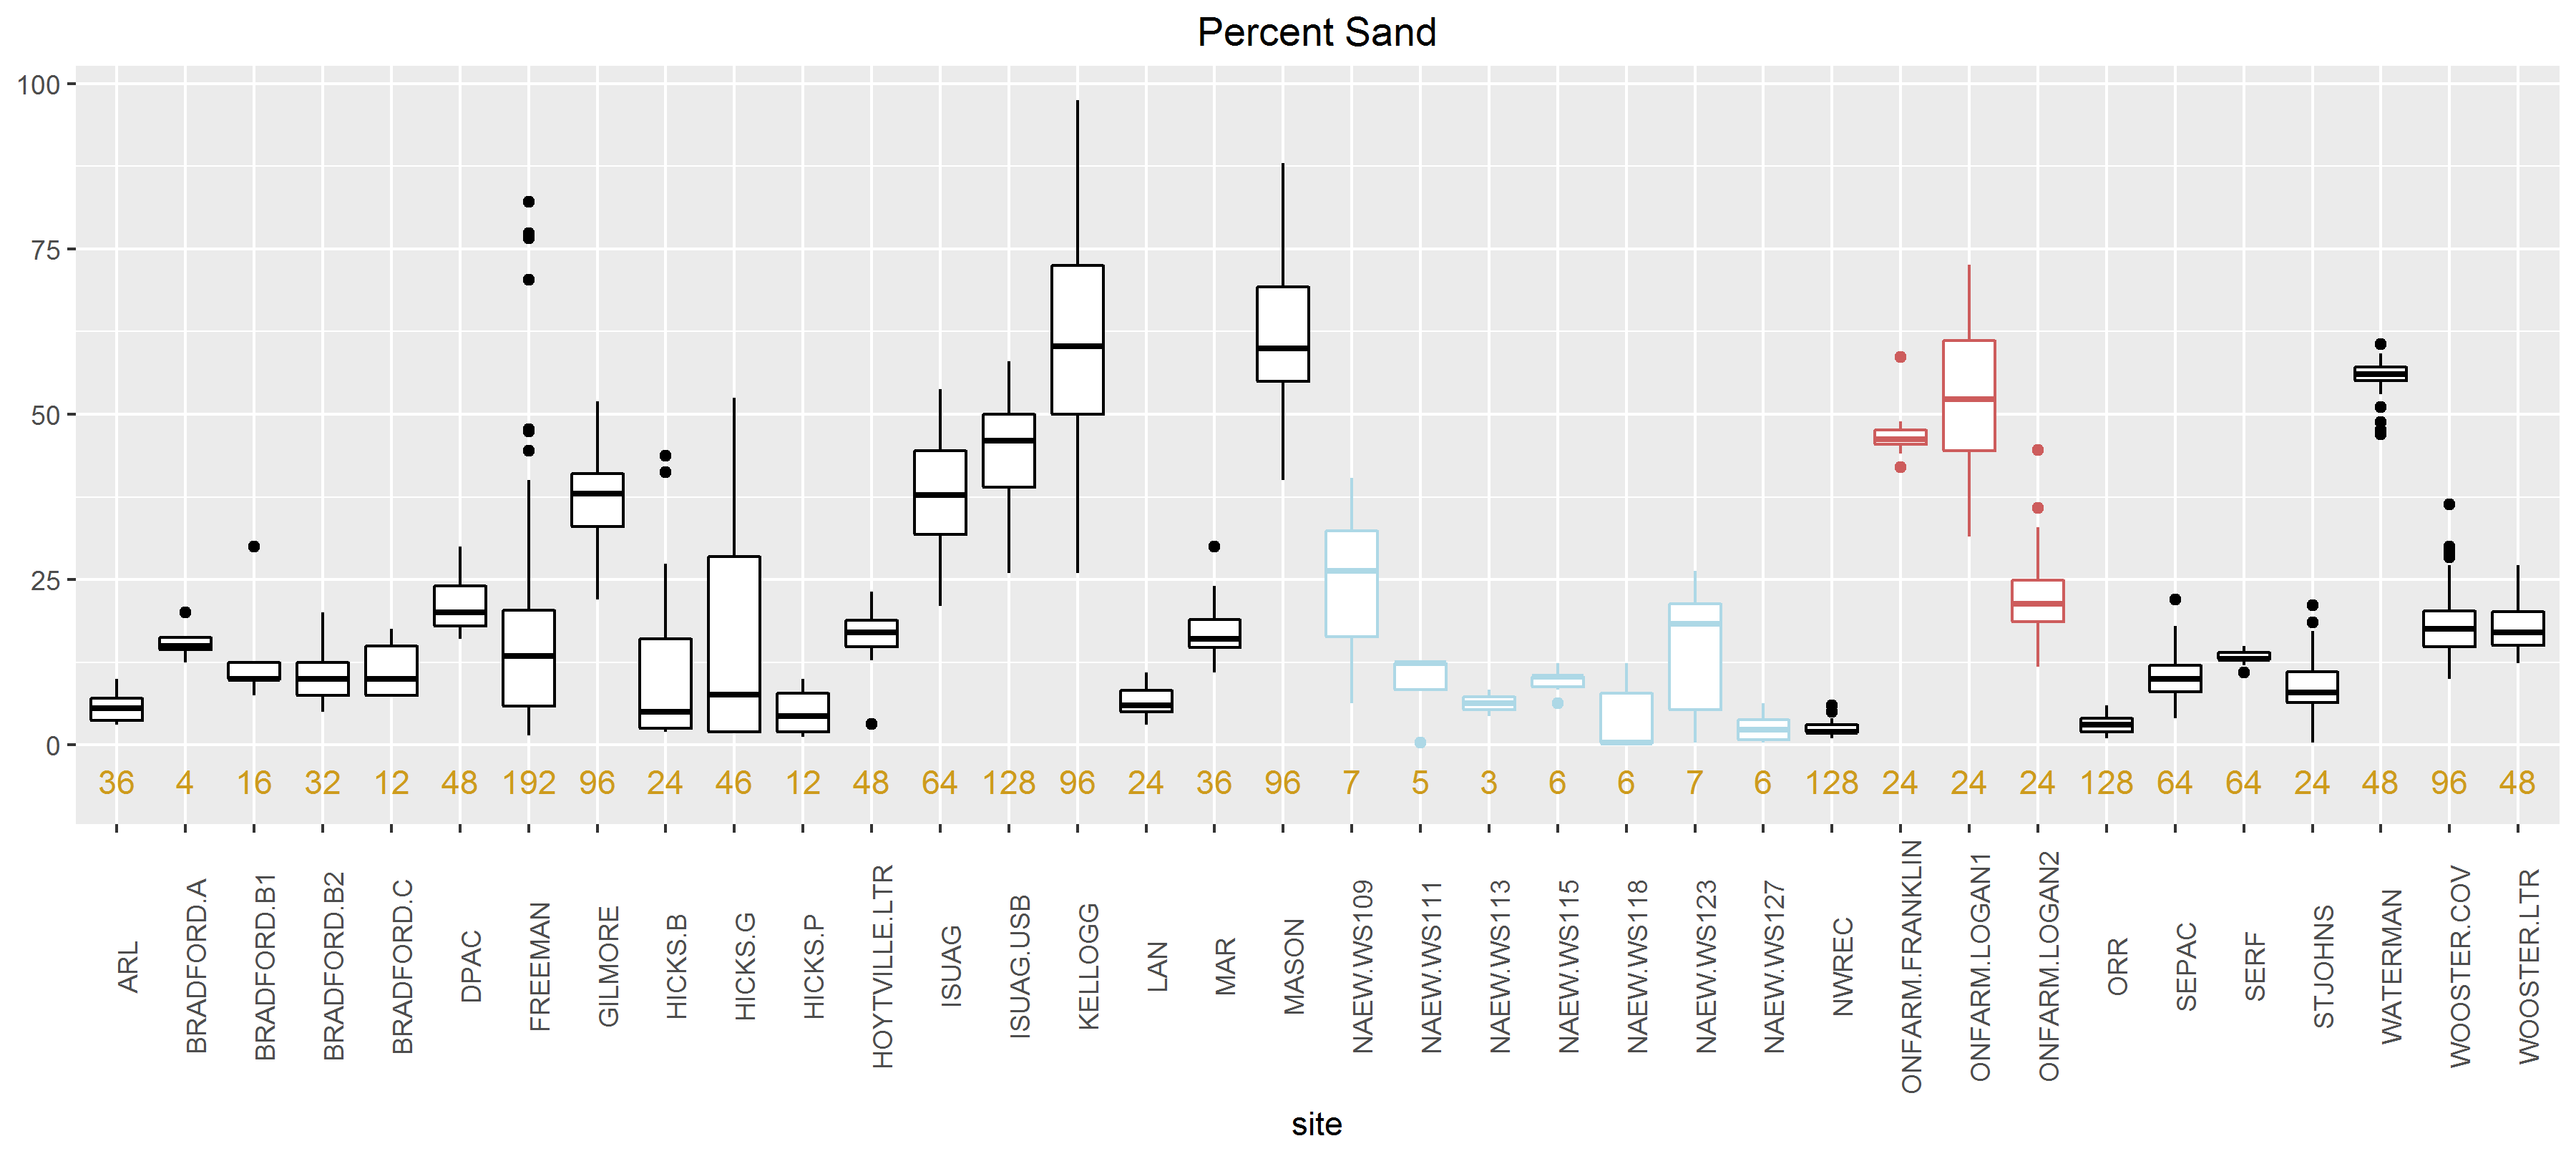 Percent Sand
100
75
50
25
0
36 4 16 32 12 48 192 96 24 46 12 48 64 128 96 24 36 96 7 5 3 6 6 7 6 128 24 24 24 128 64 64 24 48 96 48
ARL
BRADFORD.A
BRADFORD.B1
BRADFORD.B2
BRADFORD.C
DPAC
FREEMAN
GILMORE
HICKS.B
HICKS.G
HICKS.P
HOYTVILLE.LTR
ISUAG
ISUAG.USB
KELLOGG
LAN
MAR
MASON
NAEW.WS109
NAEW.WS111
NAEW.WS113
NAEW.WS115
NAEW.WS118
NAEW.WS123
NAEW.WS127
NWREC
ONFARM.FRANKLIN
ONFARM.LOGAN1
ONFARM.LOGAN2
ORR
SEPAC
SERF
STJOHNS
WATERMAN
WOOSTER.COV
WOOSTER.LTR
site